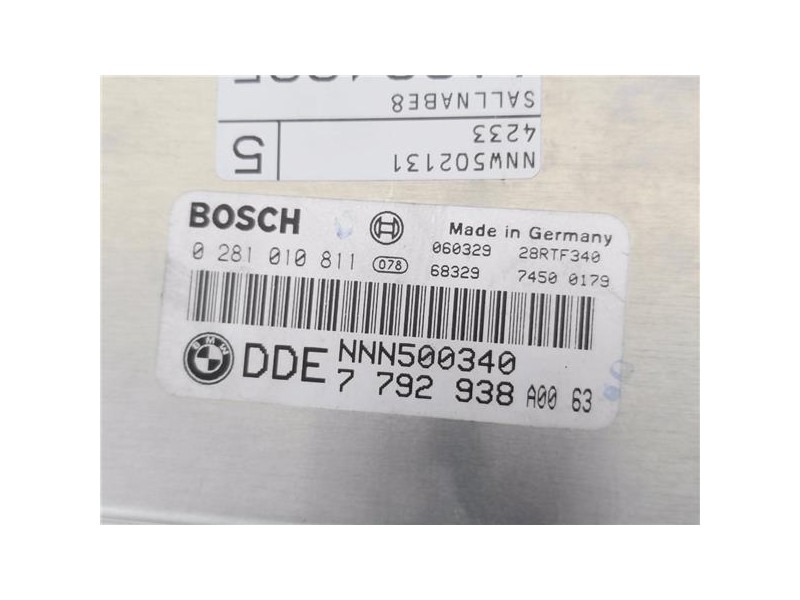 SALLNABE8
4233
NNW502131
5
BOSCH
Made in Germany
0 281 010 811
078
060329
28RTF340
68329
7450 0179
BMW
DDE
NNN500340
7 792 938
A00 63